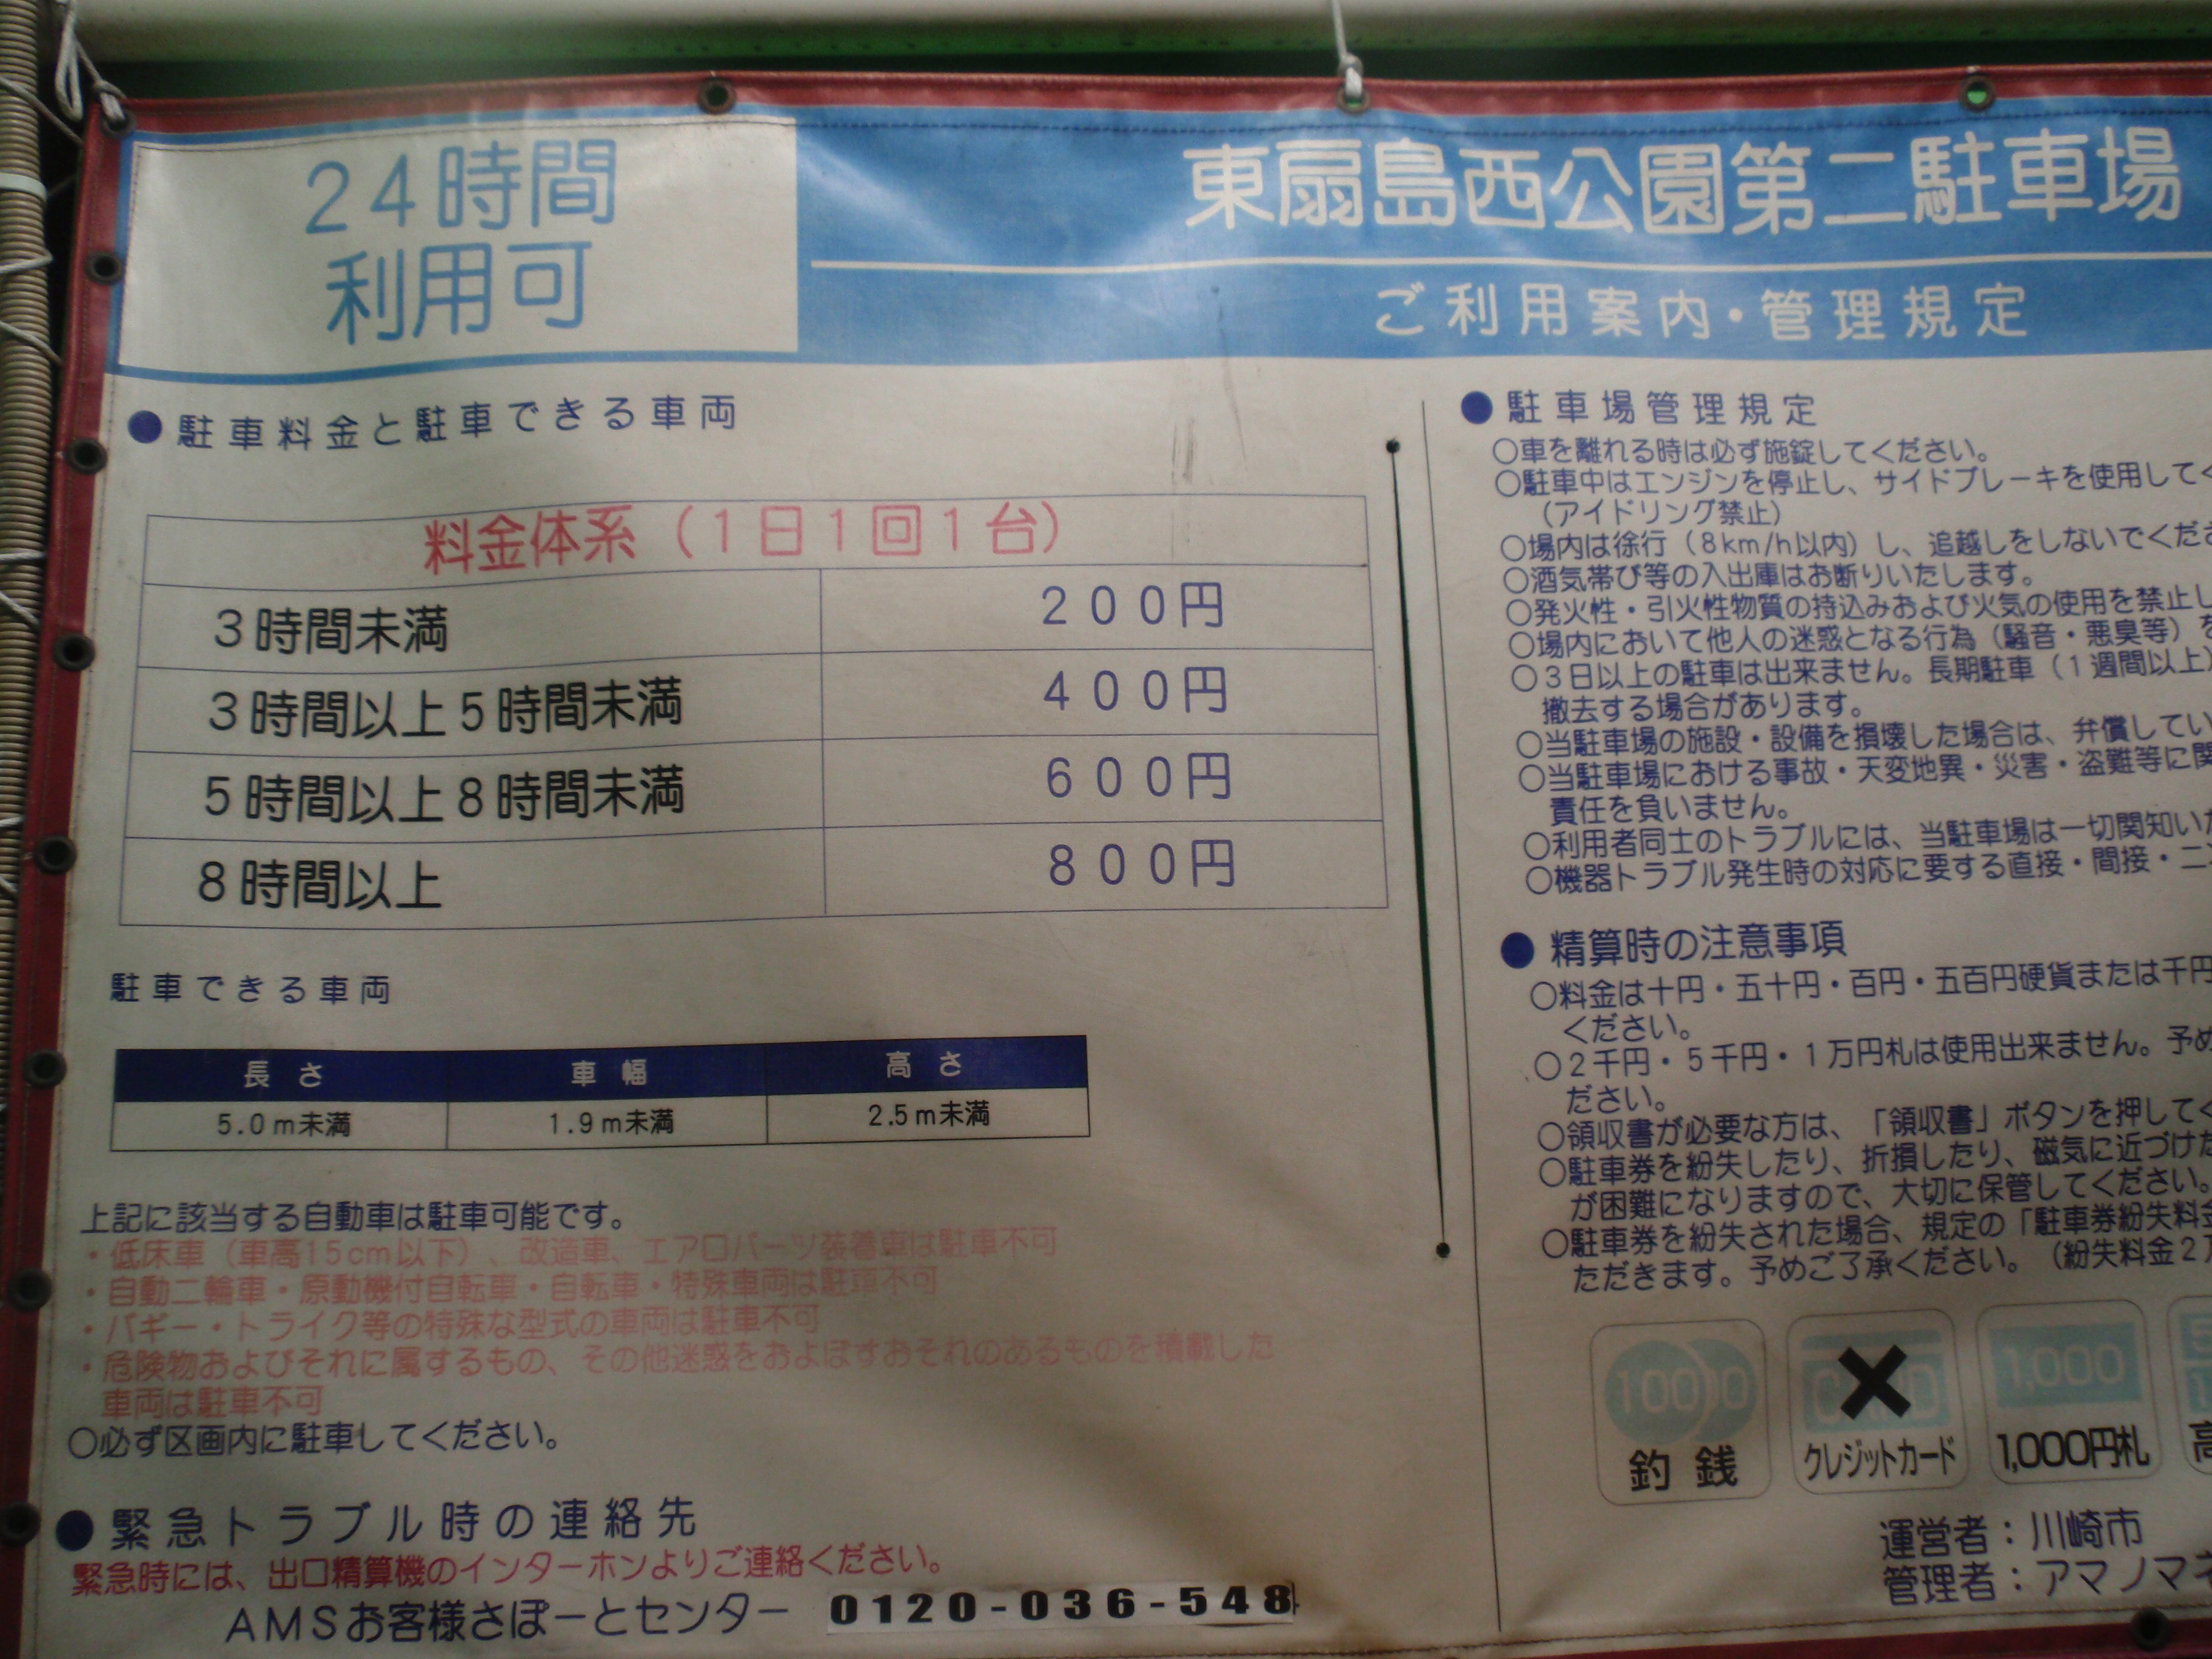 24時間
利用可
東扇島西公園第二駐車場
ご利用案内・管理規定
●駐車料金と駐車できる車両
料金体系（1日1回1台）
3時間未満 200円
3時間以上5時間未満 400円
5時間以上8時間未満 600円
8時間以上 800円
駐車できる車両
長さ 車幅 高さ
5.0m未満 1.9m未満 2.5m未満
上記に該当する自動車は駐車可能です。
・低床車（車高15cm以下）、改造車、エアロパーツ装着車は駐車不可
・自動二輪車・原動機付自転車・自転車・特殊車両は駐車不可
・バギー・トライク等の特殊な型式の車両は駐車不可
・危険物およびそれに属するもの、その他迷惑をおよぼすおそれのあるものを積載した
車両は駐車不可
○必ず区画内に駐車してください。
●緊急トラブル時の連絡先
緊急時には、出口精算機のインターホンよりご連絡ください。
AMSお客様さぽーとセンター 0120-036-548
●駐車場管理規定
○車を離れる時は必ず施錠してください。
○駐車中はエンジンを停止し、サイドブレーキを使用してく
（アイドリング禁止）
○場内は徐行（8km/h以内）し、追越しをしないでくださ
○酒気帯び等の入出庫はお断りいたします。
○発火性・引火性物質の持込みおよび火気の使用を禁止し
○場内において他人の迷惑となる行為（騒音・悪臭等）を
○3日以上の駐車は出来ません。長期駐車（1週間以上）
撤去する場合があります。
○当駐車場の施設・設備を損壊した場合は、弁償してい
○当駐車場における事故・天変地異・災害・盗難等に関
責任を負いません。
○利用者同士のトラブルには、当駐車場は一切関知いた
○機器トラブル発生時の対応に要する直接・間接・二
●精算時の注意事項
○料金は十円・五十円・百円・五百円硬貨または千円
ください。
○2千円・5千円・1万円札は使用出来ません。予め
ださい。
○領収書が必要な方は、「領収書」ボタンを押してく
○駐車券を紛失したり、折損したり、磁気に近づけた
が困難になりますので、大切に保管してください。
○駐車券を紛失された場合、規定の「駐車券紛失料金
ただきます。予めご了承ください。（紛失料金2万
100
釣銭
CARD
クレジットカード
1,000
1,000円札
運営者：川崎市
管理者：アマノマネ